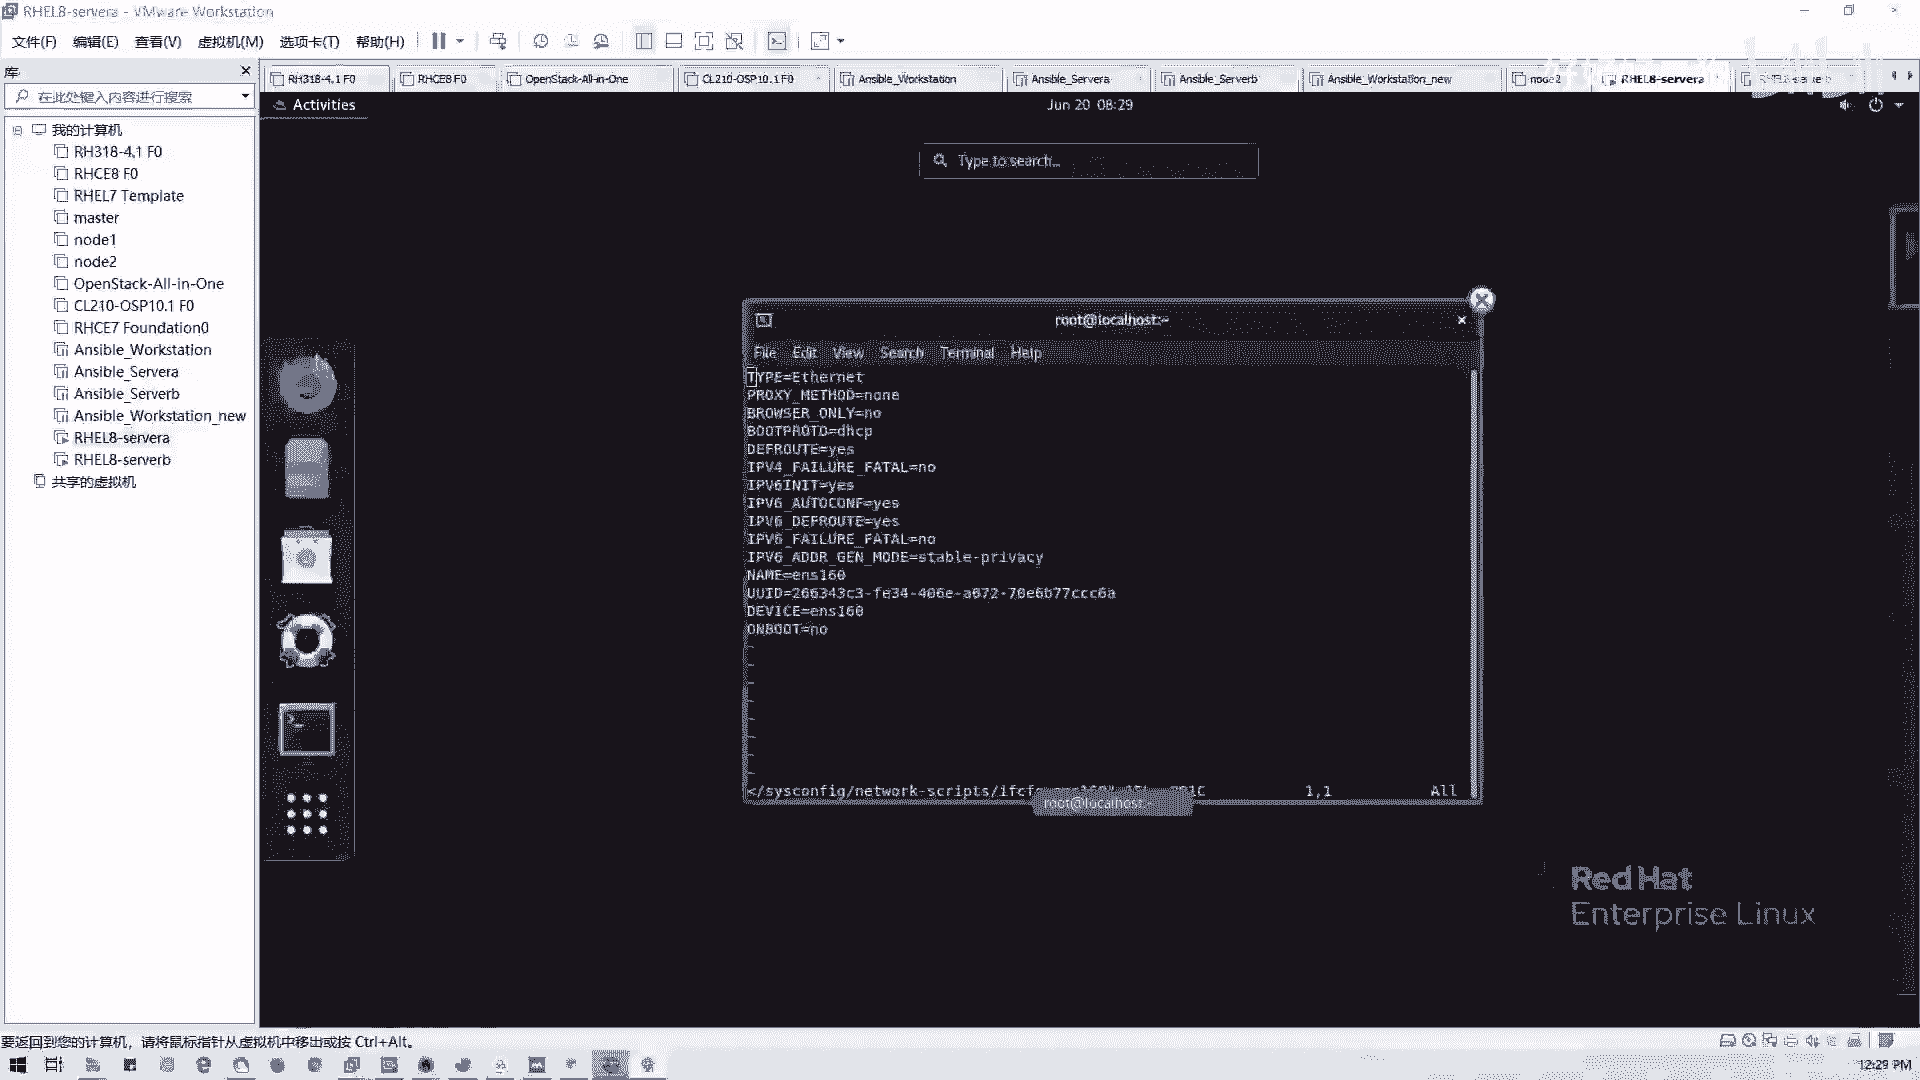 RHEL8-servera - VMware Workstation
文件(F) 编辑(E) 查看(V) 虚拟机(M) 选项卡(T) 帮助(H)
库
在此处键入内容进行搜索
我的计算机
RH318-4.1 F0
RHCE8 F0
RHEL7 Template
master
node1
node2
OpenStack-All-in-One
CL210-OSP10.1 F0
RHCE7 Foundation0
Ansible_Workstation
Ansible_Servera
Ansible_Serverb
Ansible_Workstation_new
RHEL8-servera
RHEL8-serverb
共享的虚拟机
RH318-4.1 F0 RHCE8 F0 OpenStack-All-in-One CL210-OSP10.1 F0 Ansible_Workstation Ansible_Servera Ansible_Serverb Ansible_Workstation_new node2 RHEL8-servera RHEL8-serverb
Activities Jun 20 08:29
Type to search...
root@localhost:~
File Edit View Search Terminal Help
TYPE=Ethernet
PROXY_METHOD=none
BROWSER_ONLY=no
BOOTPROTO=dhcp
DEFROUTE=yes
IPV4_FAILURE_FATAL=no
IPV6INIT=yes
IPV6_AUTOCONF=yes
IPV6_DEFROUTE=yes
IPV6_FAILURE_FATAL=no
IPV6_ADDR_GEN_MODE=stable-privacy
NAME=ens160
UUID=266343c3-fe34-406e-a072-70e6b77ccc6a
DEVICE=ens160
ONBOOT=no
~
~
~
~
~
~
~
~
</sysconfig/network-scripts/ifcfg 1,1 All
root@localhost:~
Red Hat
Enterprise Linux
要返回到您的计算机，请将鼠标指针从虚拟机中移出或按 Ctrl+Alt。
12:29 PM